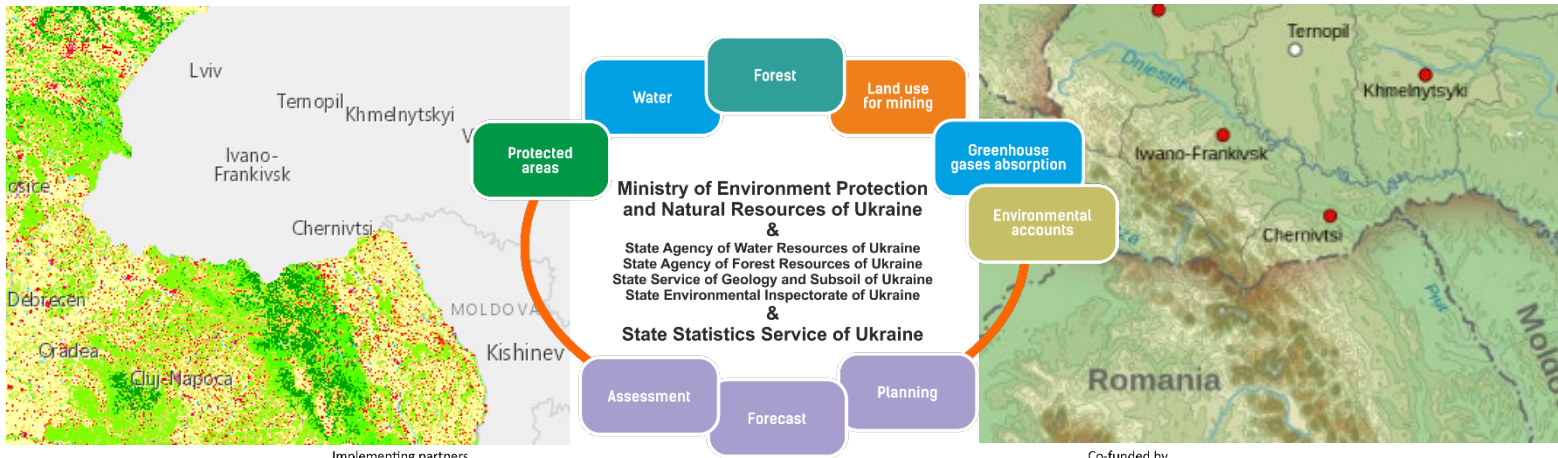 Lviv
Ternopil
Khmelnytskyi
V
Ivano-
Frankivsk
osice
Chernivtsi
Debrecen
MOLDOVA
Oradea
Kishinev
Cluj-Napoca
Protected
areas
Water
Forest
Land use
for mining
Greenhouse
gases absorption
Environmental
accounts
Ministry of Environment Protection
and Natural Resources of Ukraine
&
State Agency of Water Resources of Ukraine
State Agency of Forest Resources of Ukraine
State Service of Geology and Subsoil of Ukraine
State Environmental Inspectorate of Ukraine
&
State Statistics Service of Ukraine
Assessment
Forecast
Planning
Ternopil
Dniester
Khmelnytsyki
Iwano-Frankivsk
Chernivtsi
za
Prut
Moldo
Romania
Implementing partners
Co-funded by